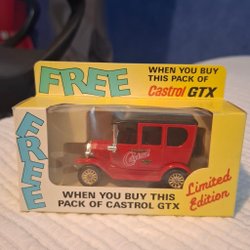 FREE
WHEN YOU BUY
THIS PACK OF
Castrol GTX
FREE
Castrol
WHEN YOU BUY THIS
PACK OF CASTROL GTX
Limited
Edition